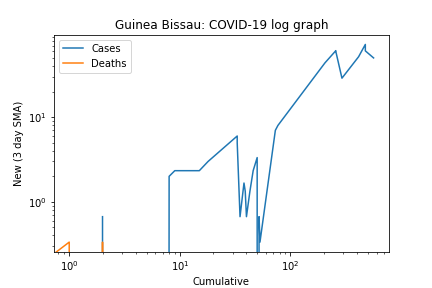 Guinea Bissau: COVID-19 log graph
Cases
Deaths
New (3 day SMA)
10¹
10⁰
10⁰ 10¹ 10²
Cumulative